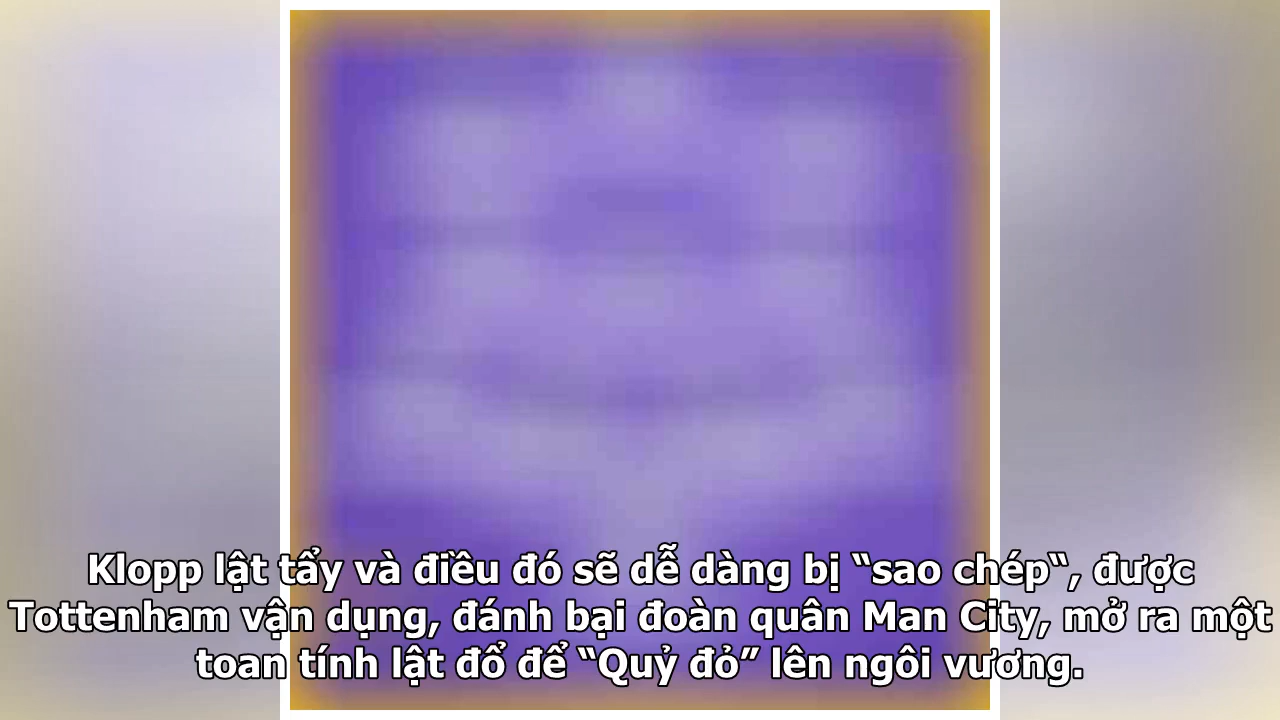 Klopp lật tẩy và điều đó sẽ dễ dàng bị “sao chép“, được
Tottenham vận dụng, đánh bại đoàn quân Man City, mở ra một
toan tính lật đổ để “Quỷ đỏ” lên ngôi vương.